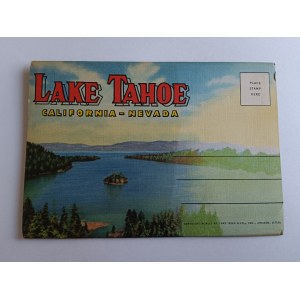 LAKE TAHOE
CALIFORNIA - NEVADA
PLACE
STAMP
HERE